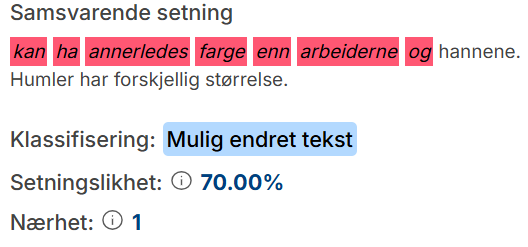 Samsvarende setning
kan ha annerledes farge enn arbeiderne og hannene.
Humler har forskjellig størrelse.
Klassifisering: Mulig endret tekst
Setningslikhet: ⓘ 70.00%
Nærhet: ⓘ 1